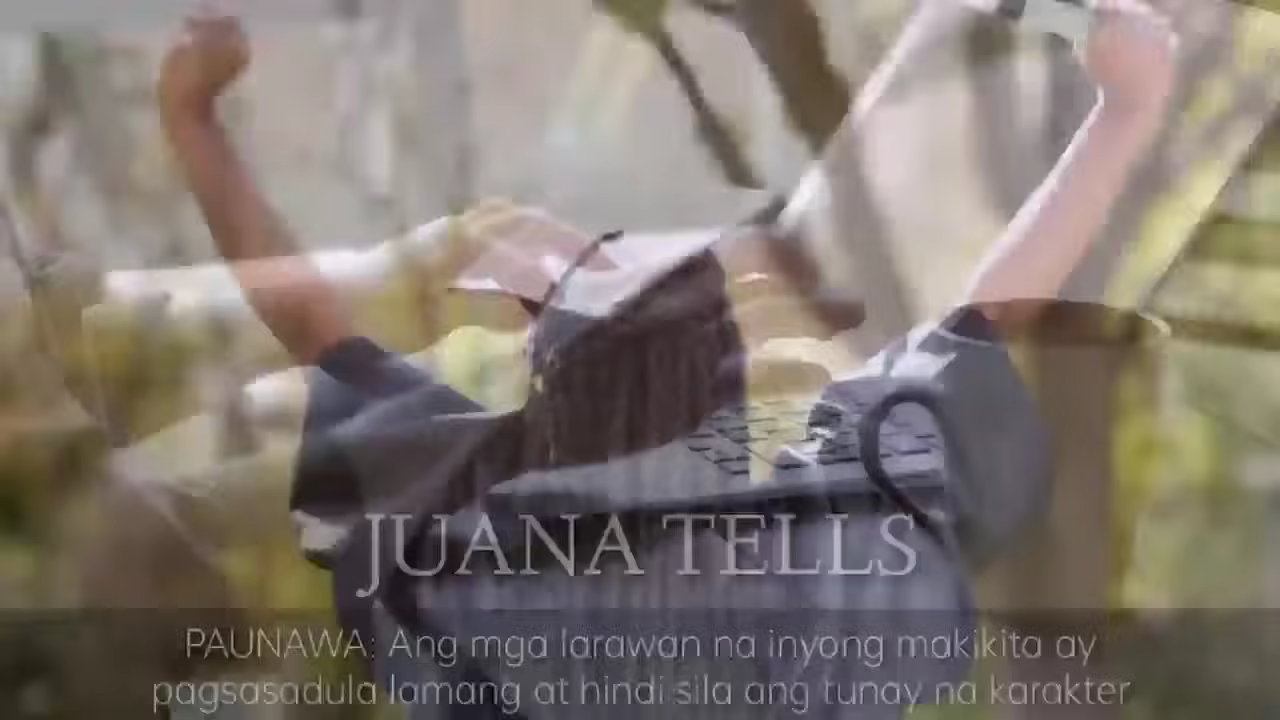 JUANA TELLS
PAUNAWA: Ang mga larawan na inyong makikita ay
pagsasadula lamang at hindi sila ang tunay na karakter